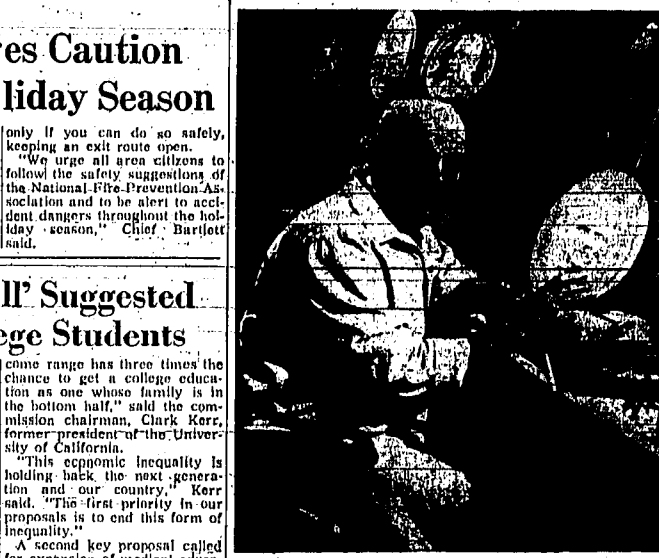 es Caution
liday Season
only if you can do so safely,
keeping an exit route open.
"We urge all area citizens to
follow the safety suggestions of
the National Fire Prevention As-
sociation and to be alert to acci-
dent dangers throughout the hol-
iday season," Chief Bartlett
said.
ll' Suggested
ege Students
come range has three times the
chance to get a college educa-
tion as one whose family is in
the bottom half," said the com-
mission chairman, Clark Kerr,
former president of the Univer-
sity of California.
"This economic inequality is
holding back the next genera-
tion and our country," Kerr
said. "The first priority in our
proposals is to end this form of
inequality."
A second key proposal called
for expansion of medical